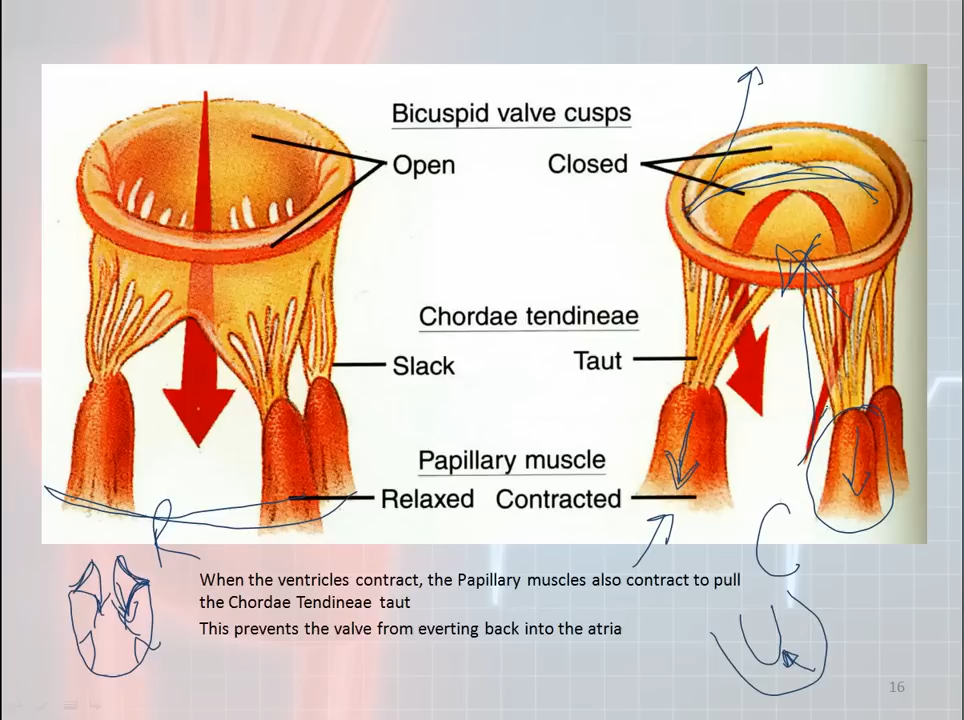 Bicuspid valve cusps
Open
Closed
Chordae tendineae
Slack
Taut
Papillary muscle
Relaxed
Contracted
R
C
When the ventricles contract, the Papillary muscles also contract to pull
the Chordae Tendineae taut
This prevents the valve from everting back into the atria
16